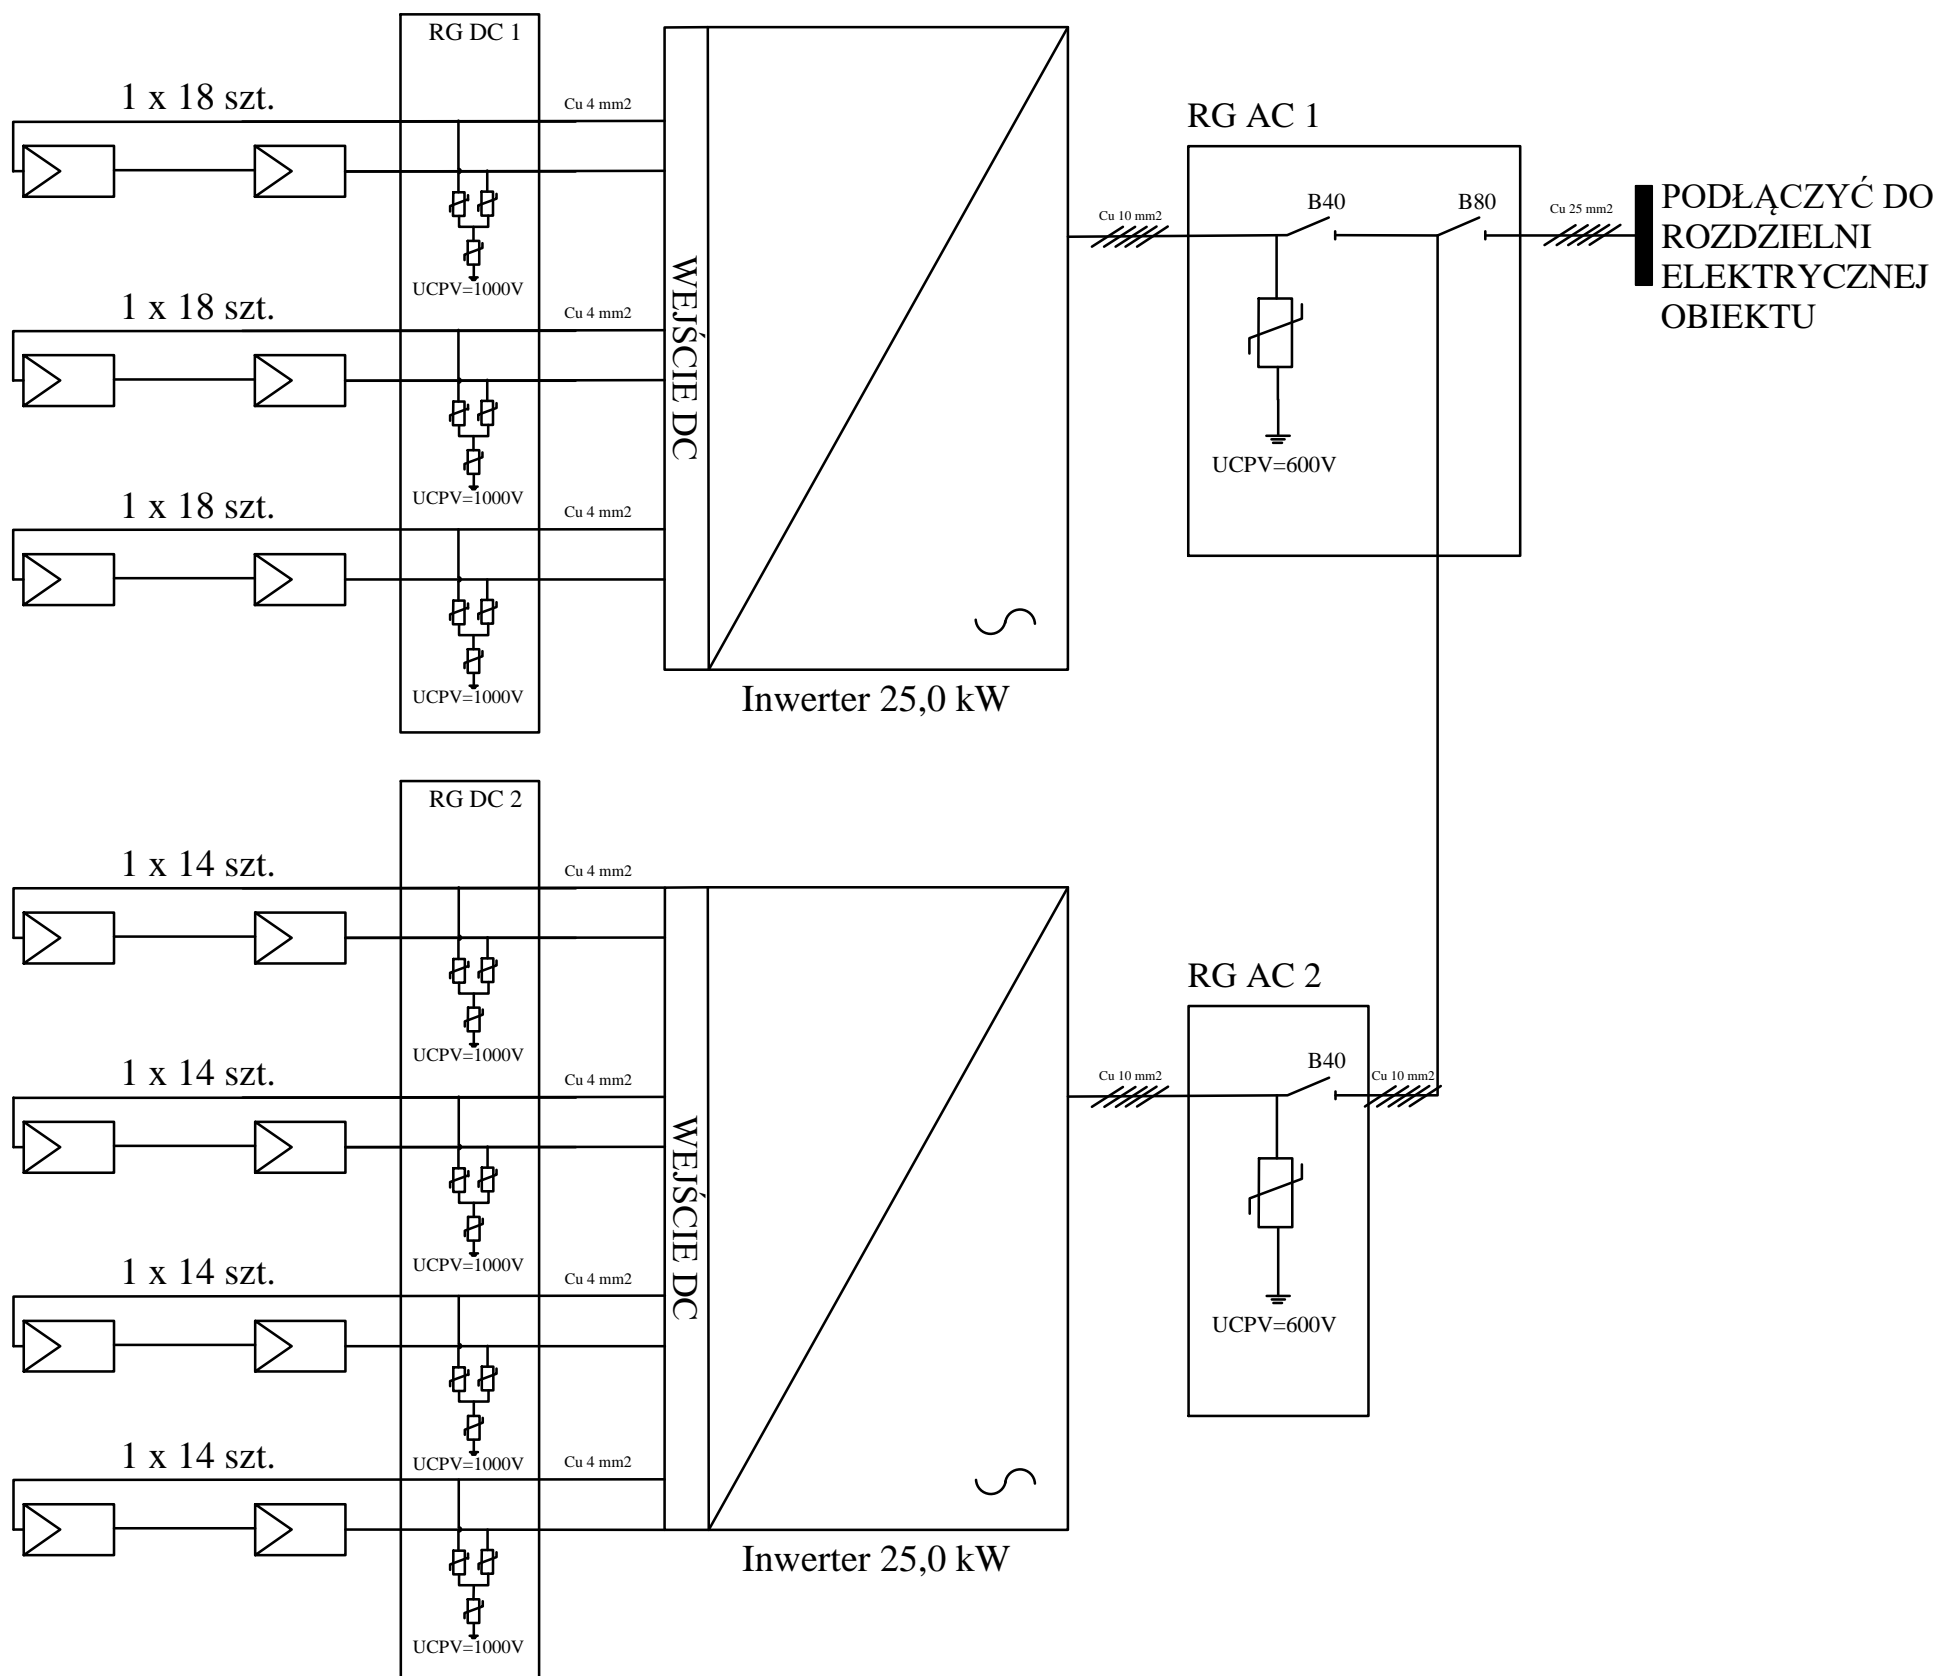 RG DC 1
1 x 18 szt.
Cu 4 mm2
UCPV=1000V
1 x 18 szt.
Cu 4 mm2
UCPV=1000V
1 x 18 szt.
Cu 4 mm2
UCPV=1000V
WEJŚCIE DC
Inwerter 25,0 kW
Cu 10 mm2
RG AC 1
B40
B80
UCPV=600V
Cu 25 mm2
PODŁĄCZYĆ DO
ROZDZIELNI
ELEKTRYCZNEJ
OBIEKTU
RG DC 2
1 x 14 szt.
Cu 4 mm2
UCPV=1000V
1 x 14 szt.
Cu 4 mm2
UCPV=1000V
1 x 14 szt.
Cu 4 mm2
UCPV=1000V
1 x 14 szt.
Cu 4 mm2
UCPV=1000V
WEJŚCIE DC
Inwerter 25,0 kW
Cu 10 mm2
RG AC 2
B40
Cu 10 mm2
UCPV=600V